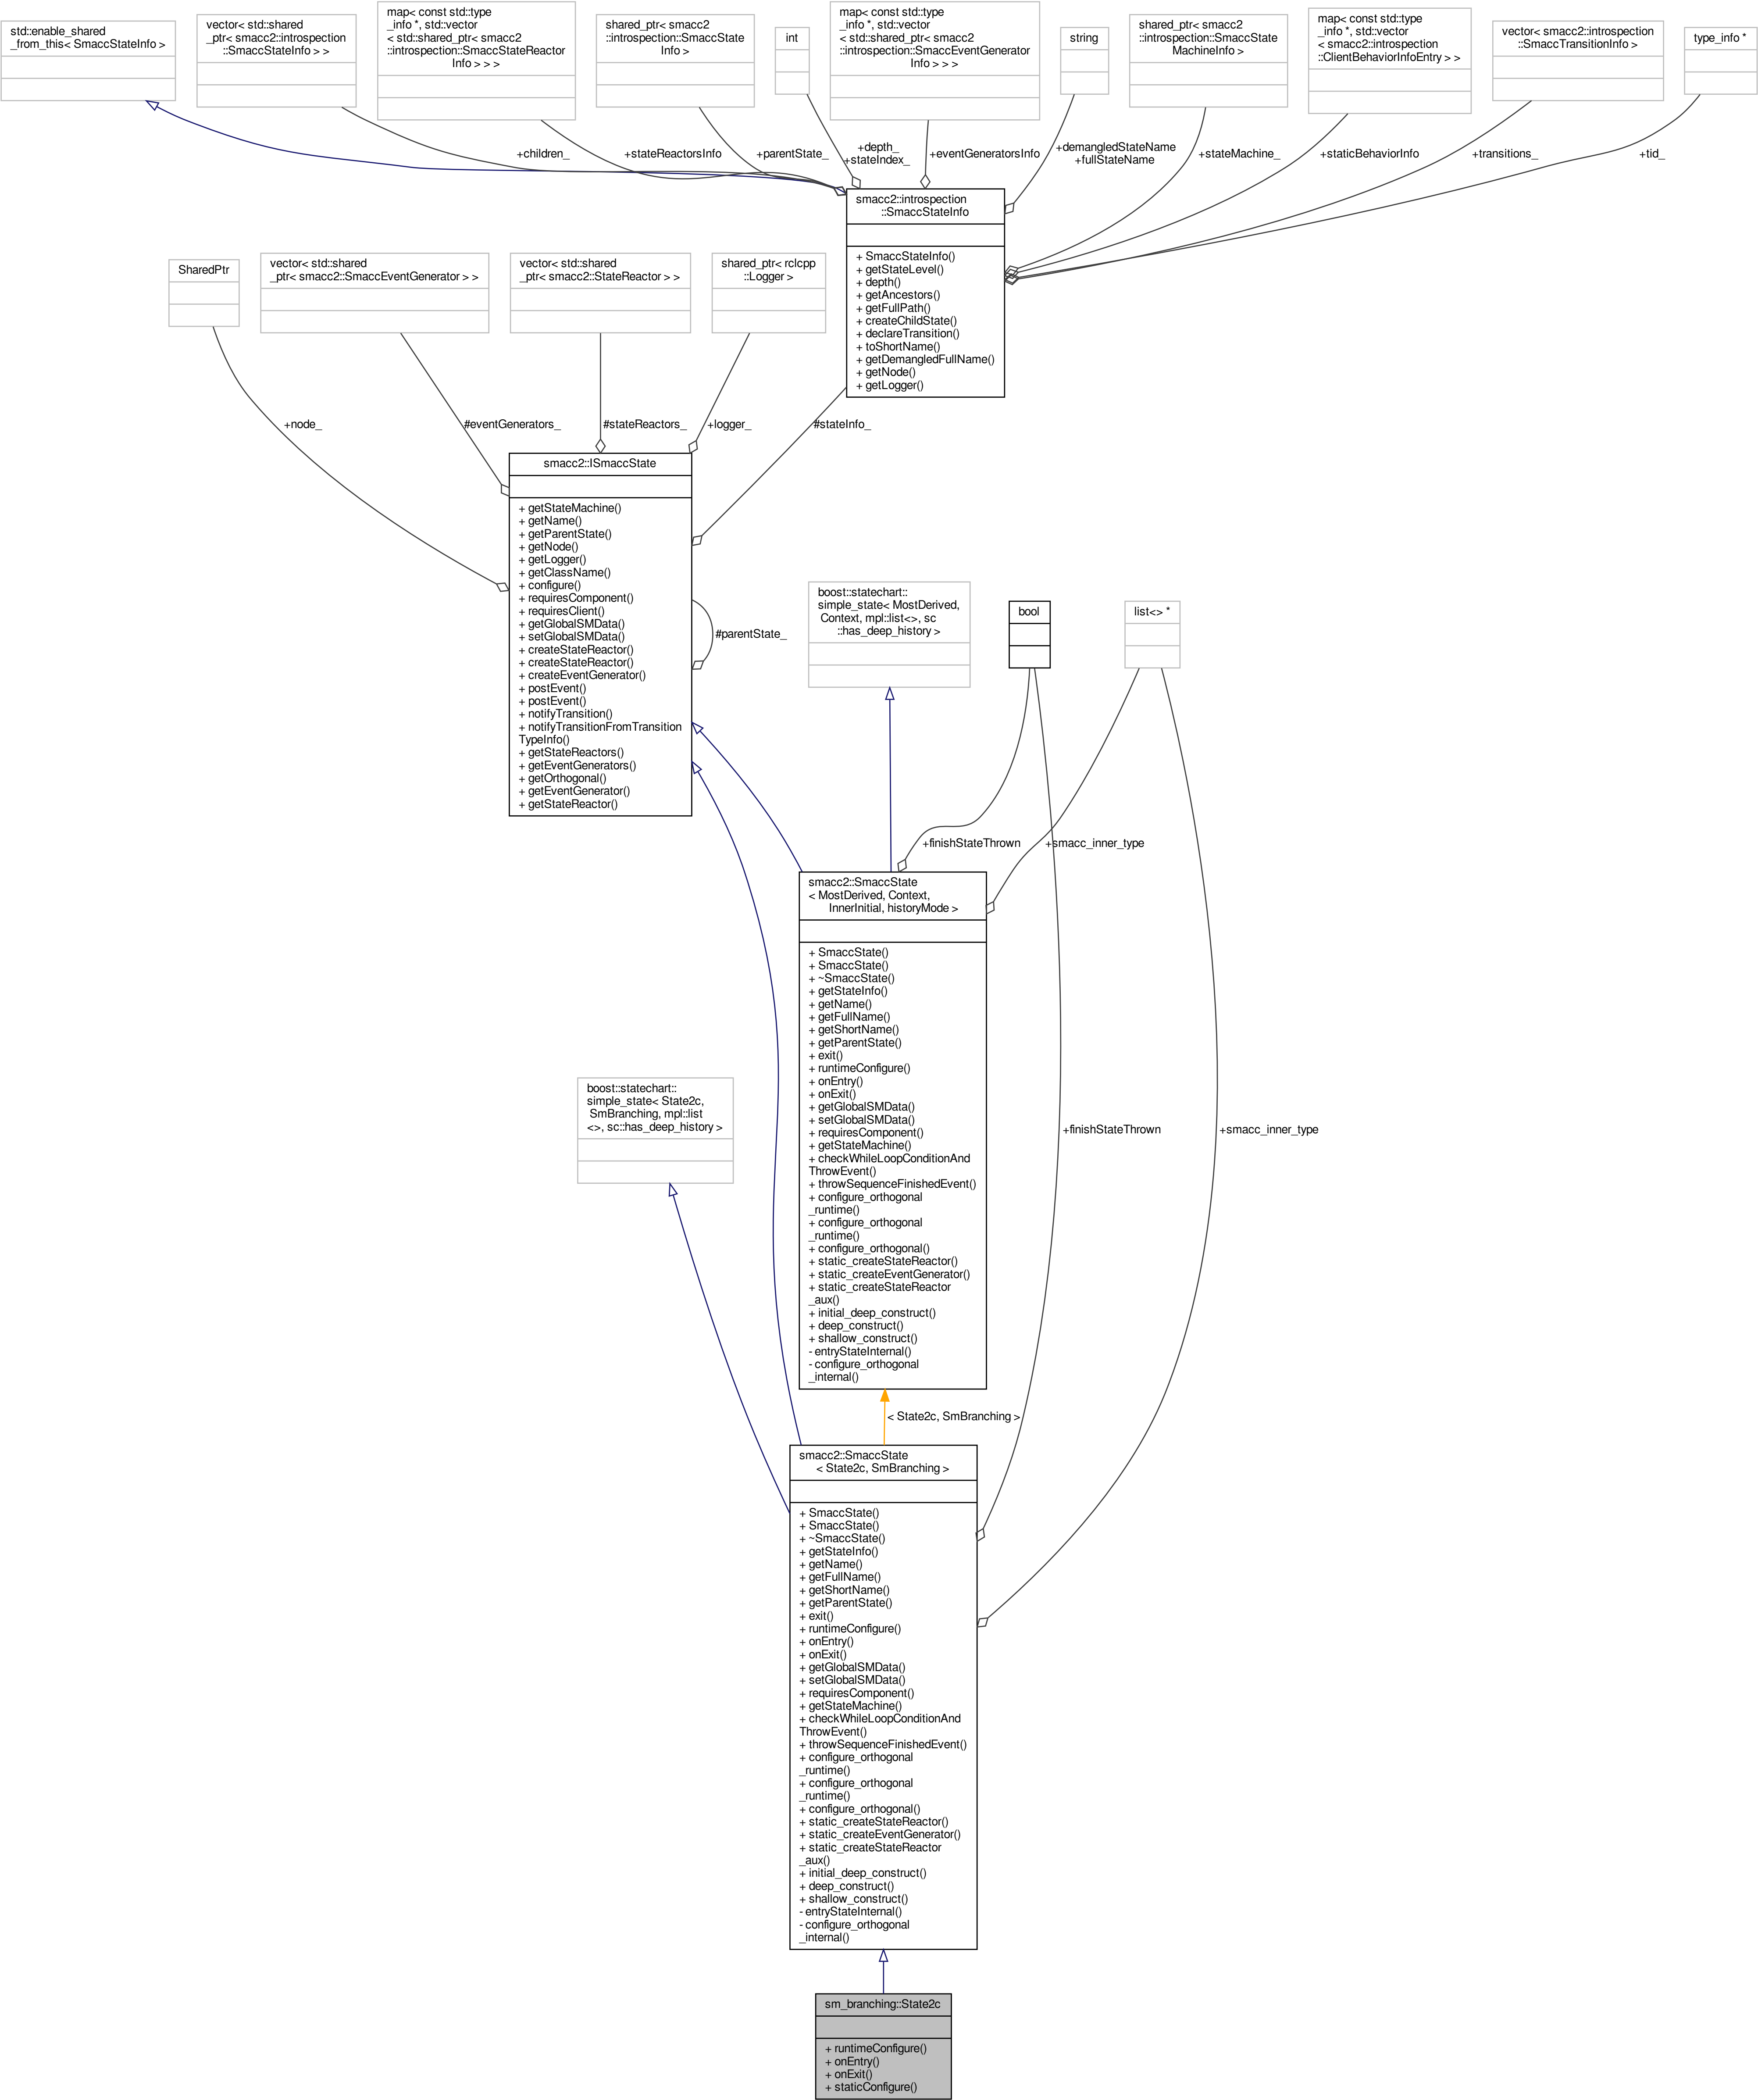 std::enable_shared
_from_this< SmaccStateInfo >
vector< std::shared
_ptr< smacc2::introspection
::SmaccStateInfo > >
map< const std::type
_info *, std::vector
< std::shared_ptr< smacc2
::introspection::SmaccStateReactor
Info > > >
shared_ptr< smacc2
::introspection::SmaccState
Info >
int
map< const std::type
_info *, std::vector
< std::shared_ptr< smacc2
::introspection::SmaccEventGenerator
Info > > >
string
shared_ptr< smacc2
::introspection::SmaccState
MachineInfo >
map< const std::type
_info *, std::vector
< smacc2::introspection
::ClientBehaviorInfoEntry > >
vector< smacc2::introspection
::SmaccTransitionInfo >
type_info *
+children_
+stateReactorsInfo
+parentState_
+depth_
+stateIndex_
+eventGeneratorsInfo
+demangledStateName
+fullStateName
+stateMachine_
+staticBehaviorInfo
+transitions_
+tid_
smacc2::introspection
::SmaccStateInfo
+ SmaccStateInfo()
+ getStateLevel()
+ depth()
+ getAncestors()
+ getFullPath()
+ createChildState()
+ declareTransition()
+ toShortName()
+ getDemangledFullName()
+ getNode()
+ getLogger()
SharedPtr
vector< std::shared
_ptr< smacc2::SmaccEventGenerator > >
vector< std::shared
_ptr< smacc2::StateReactor > >
shared_ptr< rclcpp
::Logger >
+node_
#eventGenerators_
#stateReactors_
+logger_
#stateInfo_
smacc2::ISmaccState
+ getStateMachine()
+ getName()
+ getParentState()
+ getNode()
+ getLogger()
+ getClassName()
+ configure()
+ requiresComponent()
+ requiresClient()
+ getGlobalSMData()
+ setGlobalSMData()
+ createStateReactor()
+ createStateReactor()
+ createEventGenerator()
+ postEvent()
+ postEvent()
+ notifyTransition()
+ notifyTransitionFromTransition
TypeInfo()
+ getStateReactors()
+ getEventGenerators()
+ getOrthogonal()
+ getEventGenerator()
+ getStateReactor()
#parentState_
boost::statechart::
simple_state< MostDerived,
Context, mpl::list<>, sc
::has_deep_history >
bool
list<> *
+finishStateThrown
+smacc_inner_type
smacc2::SmaccState
< MostDerived, Context,
InnerInitial, historyMode >
+ SmaccState()
+ SmaccState()
+ ~SmaccState()
+ getStateInfo()
+ getName()
+ getFullName()
+ getShortName()
+ getParentState()
+ exit()
+ runtimeConfigure()
+ onEntry()
+ onExit()
+ getGlobalSMData()
+ setGlobalSMData()
+ requiresComponent()
+ getStateMachine()
+ checkWhileLoopConditionAnd
ThrowEvent()
+ throwSequenceFinishedEvent()
+ configure_orthogonal
_runtime()
+ configure_orthogonal
_runtime()
+ configure_orthogonal()
+ static_createStateReactor()
+ static_createEventGenerator()
+ static_createStateReactor
_aux()
+ initial_deep_construct()
+ deep_construct()
+ shallow_construct()
- entryStateInternal()
- configure_orthogonal
_internal()
boost::statechart::
simple_state< State2c,
SmBranching, mpl::list
<>, sc::has_deep_history >
+finishStateThrown
+smacc_inner_type
< State2c, SmBranching >
smacc2::SmaccState
< State2c, SmBranching >
+ SmaccState()
+ SmaccState()
+ ~SmaccState()
+ getStateInfo()
+ getName()
+ getFullName()
+ getShortName()
+ getParentState()
+ exit()
+ runtimeConfigure()
+ onEntry()
+ onExit()
+ getGlobalSMData()
+ setGlobalSMData()
+ requiresComponent()
+ getStateMachine()
+ checkWhileLoopConditionAnd
ThrowEvent()
+ throwSequenceFinishedEvent()
+ configure_orthogonal
_runtime()
+ configure_orthogonal
_runtime()
+ configure_orthogonal()
+ static_createStateReactor()
+ static_createEventGenerator()
+ static_createStateReactor
_aux()
+ initial_deep_construct()
+ deep_construct()
+ shallow_construct()
- entryStateInternal()
- configure_orthogonal
_internal()
sm_branching::State2c
+ runtimeConfigure()
+ onEntry()
+ onExit()
+ staticConfigure()